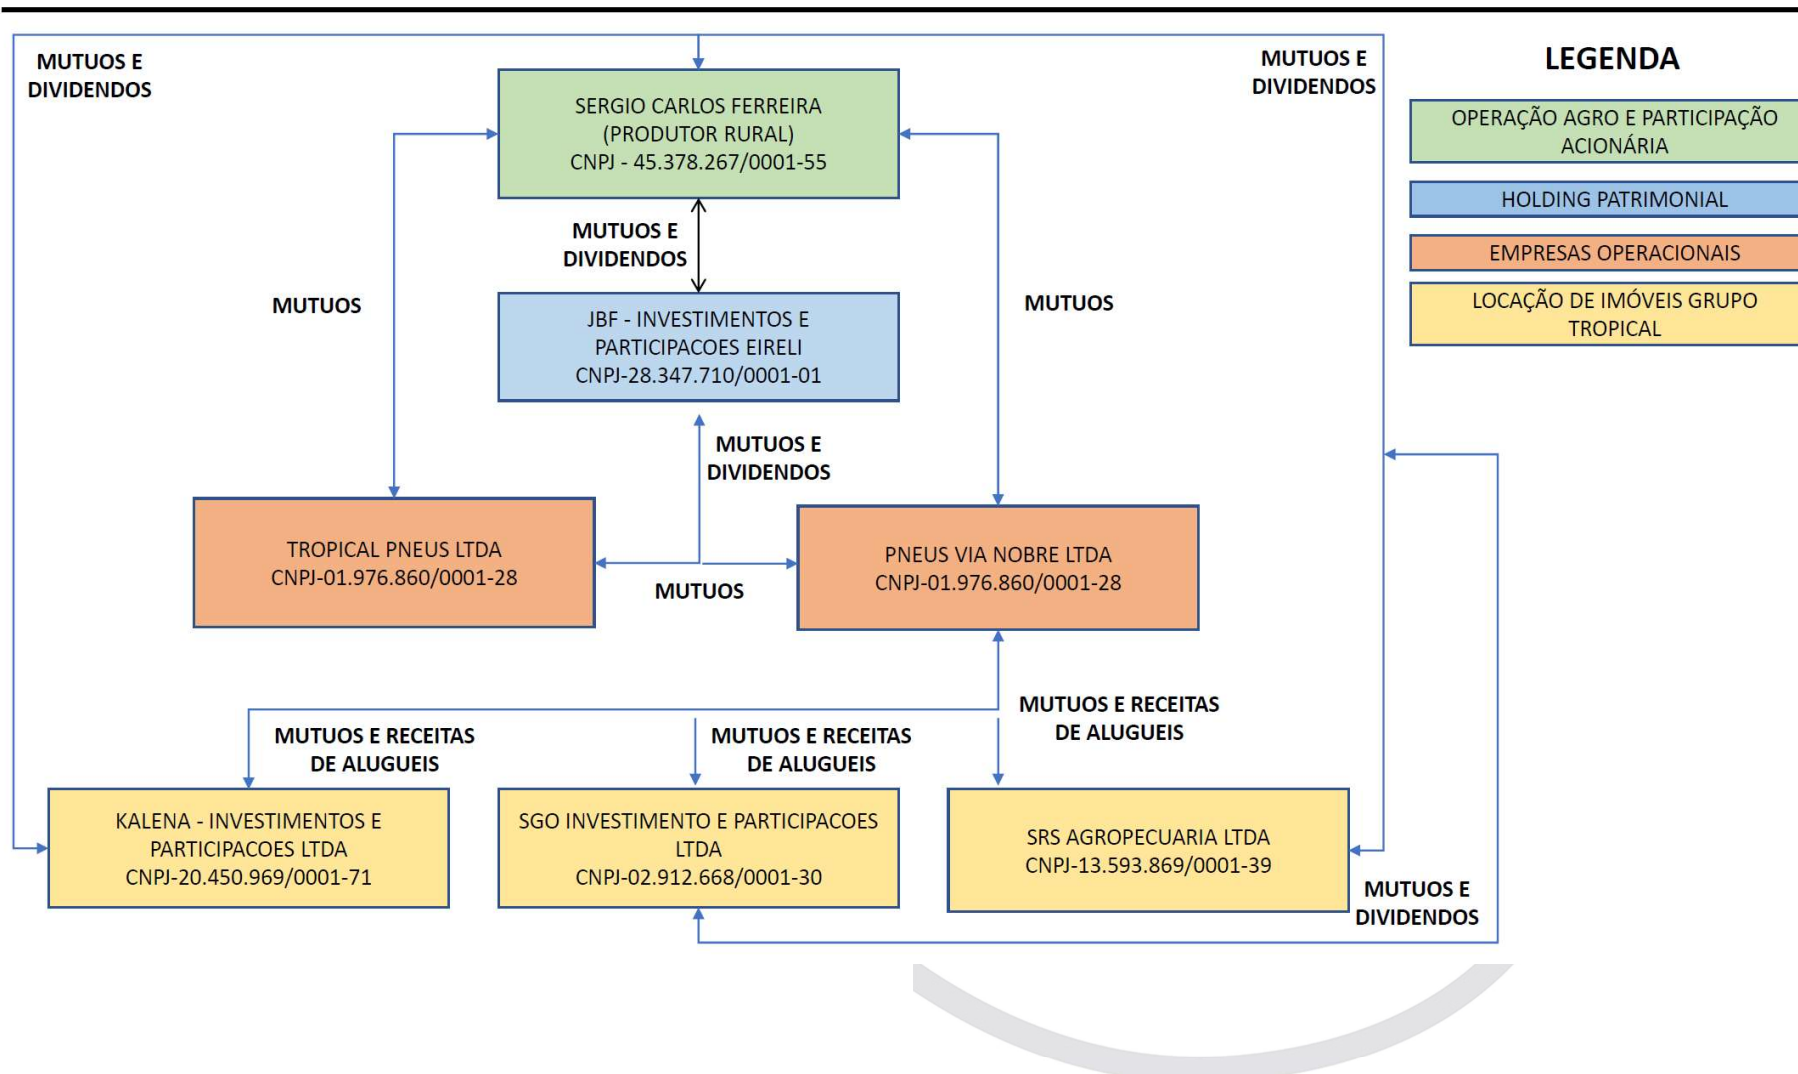 MUTUOS E
DIVIDENDOS
MUTUOS E
DIVIDENDOS
LEGENDA
SERGIO CARLOS FERREIRA
(PRODUTOR RURAL)
CNPJ - 45.378.267/0001-55
OPERAÇÃO AGRO E PARTICIPAÇÃO
ACIONÁRIA
HOLDING PATRIMONIAL
EMPRESAS OPERACIONAIS
LOCAÇÃO DE IMÓVEIS GRUPO
TROPICAL
MUTUOS E
DIVIDENDOS
MUTUOS
MUTUOS
JBF - INVESTIMENTOS E
PARTICIPACOES EIRELI
CNPJ-28.347.710/0001-01
MUTUOS E
DIVIDENDOS
TROPICAL PNEUS LTDA
CNPJ-01.976.860/0001-28
MUTUOS
PNEUS VIA NOBRE LTDA
CNPJ-01.976.860/0001-28
MUTUOS E RECEITAS
DE ALUGUEIS
MUTUOS E RECEITAS
DE ALUGUEIS
MUTUOS E RECEITAS
DE ALUGUEIS
KALENA - INVESTIMENTOS E
PARTICIPACOES LTDA
CNPJ-20.450.969/0001-71
SGO INVESTIMENTO E PARTICIPACOES
LTDA
CNPJ-02.912.668/0001-30
SRS AGROPECUARIA LTDA
CNPJ-13.593.869/0001-39
MUTUOS E
DIVIDENDOS